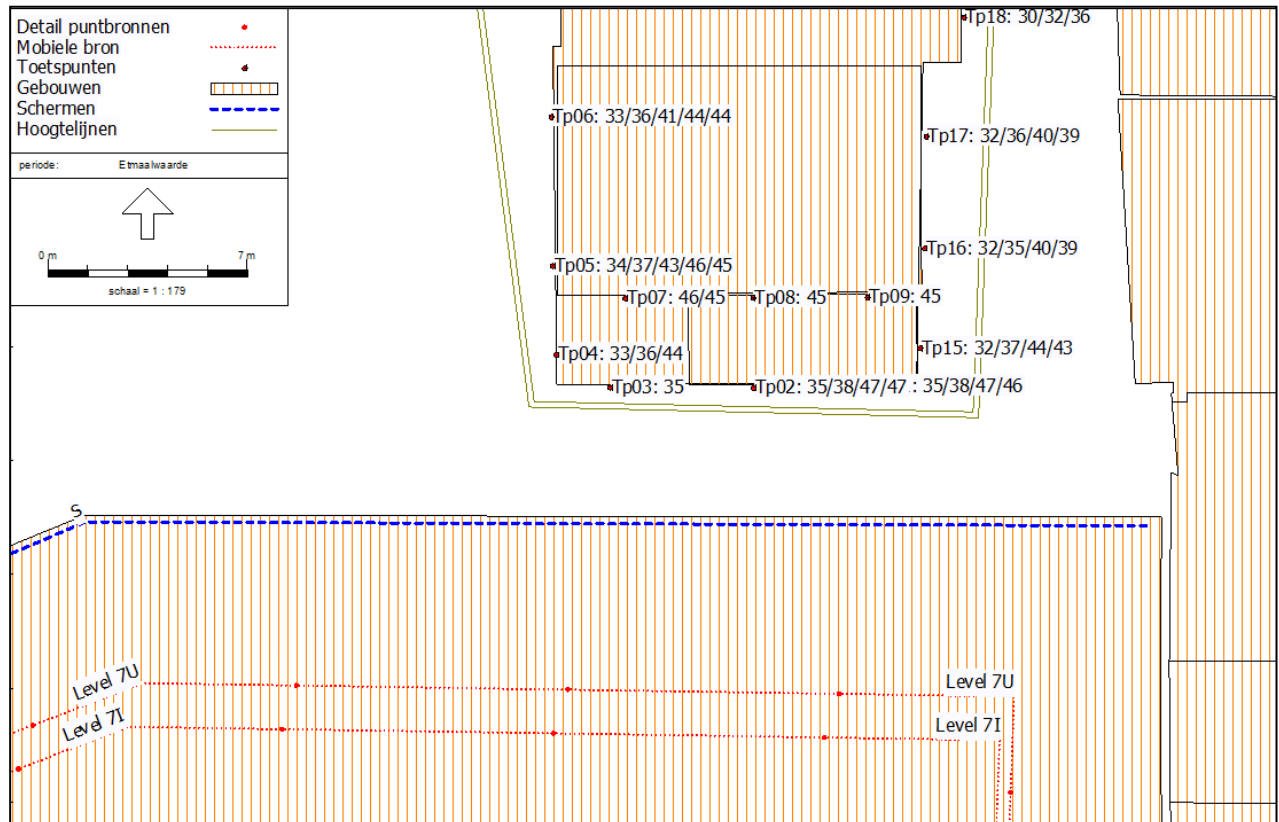 Detail puntbronnen
Mobiele bron
Toetspunten
Gebouwen
Schermen
Hoogtelijnen
periode: Etmaalwaarde
0 m 7 m
schaal = 1 : 179
Tp18: 30/32/36
Tp06: 33/36/41/44/44
Tp17: 32/36/40/39
Tp16: 32/35/40/39
Tp05: 34/37/43/46/45
Tp07: 46/45
Tp08: 45
Tp09: 45
Tp04: 33/36/44
Tp15: 32/37/44/43
Tp03: 35
Tp02: 35/38/47/47 : 35/38/47/46
S
Level 7U
Level 7U
Level 7I
Level 7I